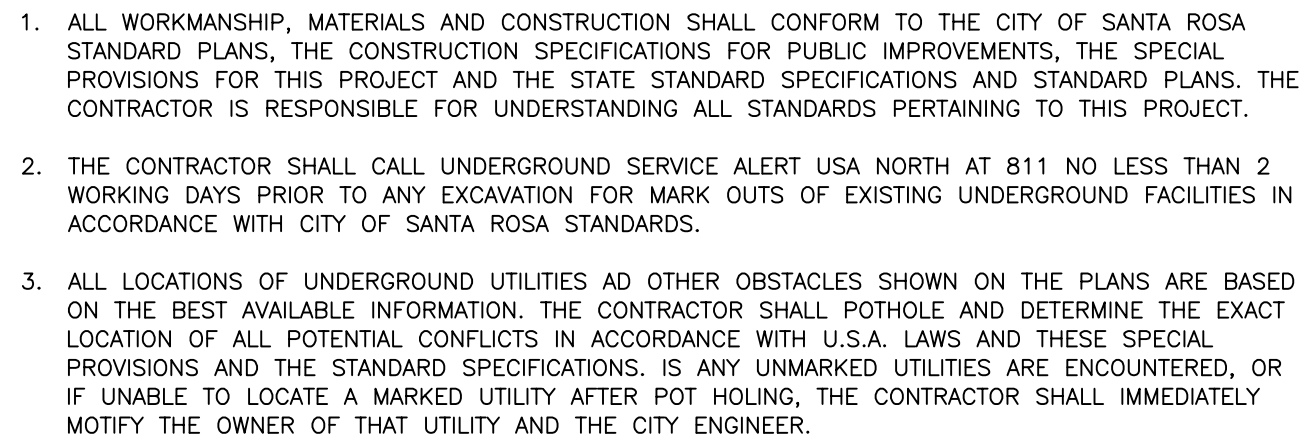 1. ALL WORKMANSHIP, MATERIALS AND CONSTRUCTION SHALL CONFORM TO THE CITY OF SANTA ROSA
STANDARD PLANS, THE CONSTRUCTION SPECIFICATIONS FOR PUBLIC IMPROVEMENTS, THE SPECIAL
PROVISIONS FOR THIS PROJECT AND THE STATE STANDARD SPECIFICATIONS AND STANDARD PLANS. THE
CONTRACTOR IS RESPONSIBLE FOR UNDERSTANDING ALL STANDARDS PERTAINING TO THIS PROJECT.
2. THE CONTRACTOR SHALL CALL UNDERGROUND SERVICE ALERT USA NORTH AT 811 NO LESS THAN 2
WORKING DAYS PRIOR TO ANY EXCAVATION FOR MARK OUTS OF EXISTING UNDERGROUND FACILITIES IN
ACCORDANCE WITH CITY OF SANTA ROSA STANDARDS.
3. ALL LOCATIONS OF UNDERGROUND UTILITIES AD OTHER OBSTACLES SHOWN ON THE PLANS ARE BASED
ON THE BEST AVAILABLE INFORMATION. THE CONTRACTOR SHALL POTHOLE AND DETERMINE THE EXACT
LOCATION OF ALL POTENTIAL CONFLICTS IN ACCORDANCE WITH U.S.A. LAWS AND THESE SPECIAL
PROVISIONS AND THE STANDARD SPECIFICATIONS. IS ANY UNMARKED UTILITIES ARE ENCOUNTERED, OR
IF UNABLE TO LOCATE A MARKED UTILITY AFTER POT HOLING, THE CONTRACTOR SHALL IMMEDIATELY
MOTIFY THE OWNER OF THAT UTILITY AND THE CITY ENGINEER.